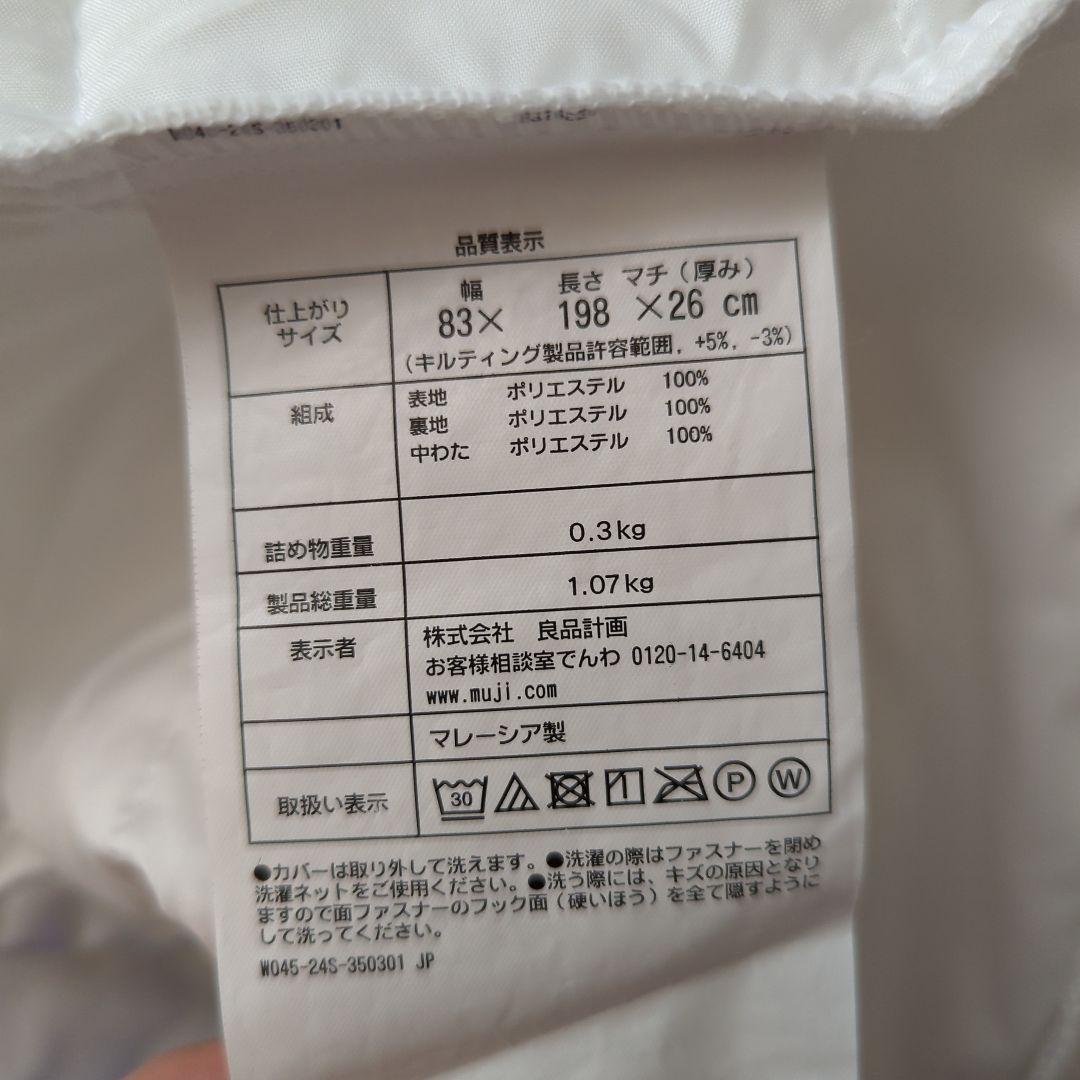 品質表示
仕上がり
サイズ
幅 長さ マチ(厚み)
83× 198 ×26 cm
(キルティング製品許容範囲, +5%, -3%)
組成
表地 ポリエステル 100%
裏地 ポリエステル 100%
中わた ポリエステル 100%
詰め物重量 0.3kg
製品総重量 1.07kg
表示者
株式会社 良品計画
お客様相談室でんわ 0120-14-6404
www.muji.com
マレーシア製
取扱い表示 30 P W
●カバーは取り外して洗えます。●洗濯の際はファスナーを閉め
洗濯ネットをご使用ください。●洗う際には、キズの原因となり
ますので面ファスナーのフック面(硬いほう)を全て隠すように
して洗ってください。
W045-24S-350301 JP